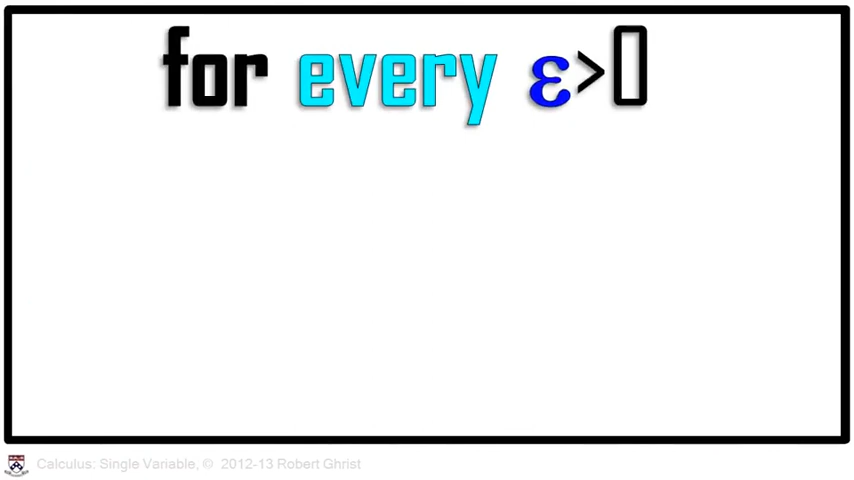 for every ε>0
Calculus: Single Variable, © 2012-13 Robert Ghrist